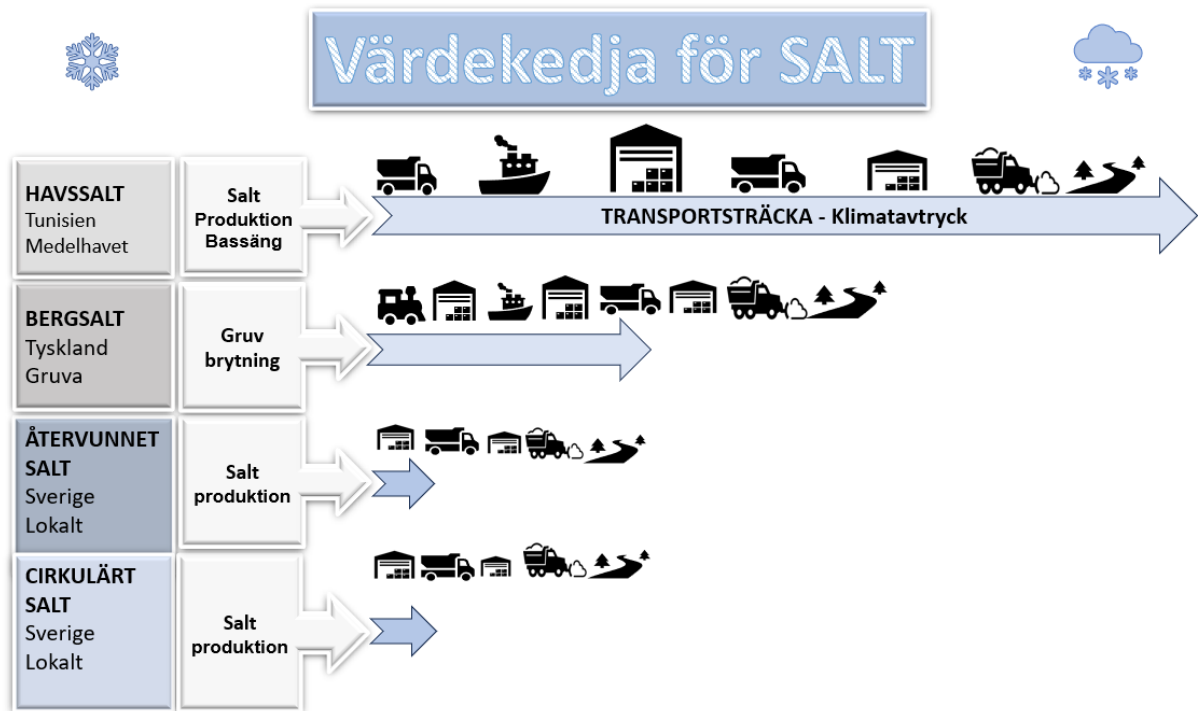 Värdekedja för SALT
HAVSSALT
Tunisien
Medelhavet
Salt
Produktion
Bassäng
TRANSPORTSTRÄCKA - Klimatavtryck
BERGSALT
Tyskland
Gruva
Gruv
brytning
ÅTERVUNNET
SALT
Sverige
Lokalt
Salt
produktion
CIRKULÄRT
SALT
Sverige
Lokalt
Salt
produktion